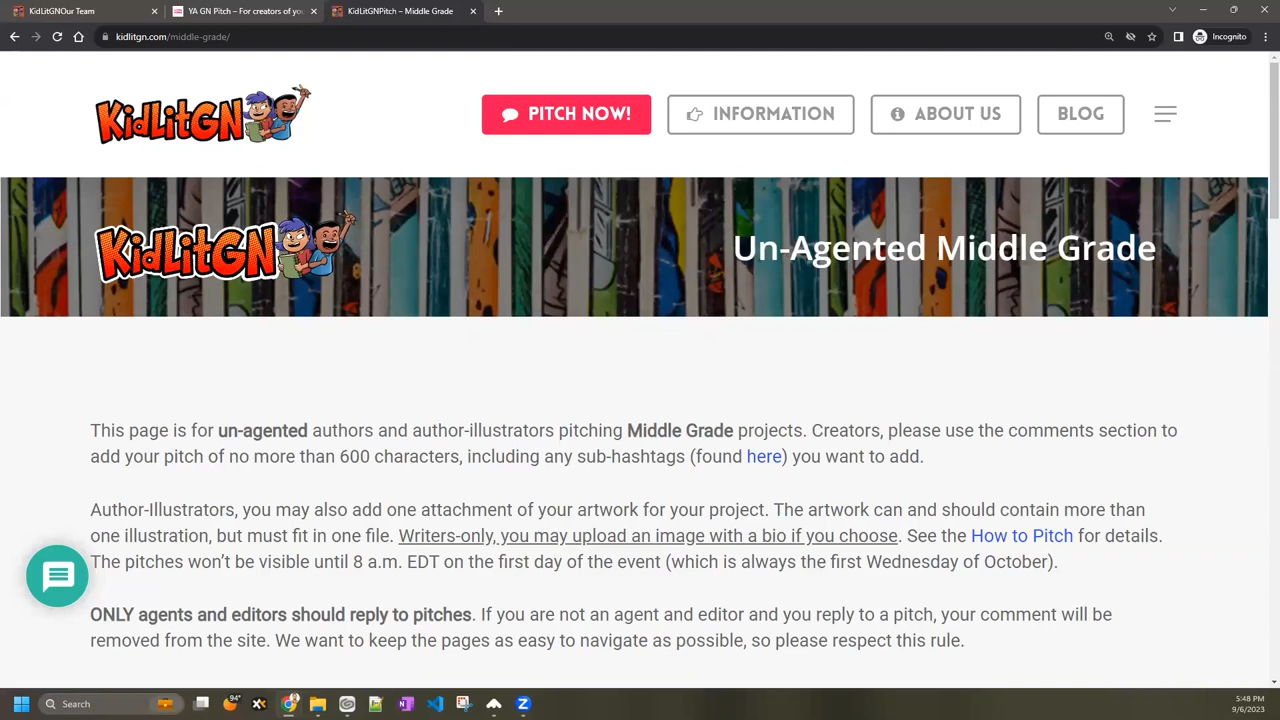 KidLitGNOur Team
YA GN Pitch – For creators of you
KidLitGNPitch – Middle Grade
kidlitgn.com/middle-grade/
Incognito
KidLitGN
PITCH NOW!
INFORMATION
ABOUT US
BLOG
KidLitGN
Un-Agented Middle Grade
This page is for un-agented authors and author-illustrators pitching Middle Grade projects. Creators, please use the comments section to
add your pitch of no more than 600 characters, including any sub-hashtags (found here) you want to add.
Author-Illustrators, you may also add one attachment of your artwork for your project. The artwork can and should contain more than
one illustration, but must fit in one file. Writers-only, you may upload an image with a bio if you choose. See the How to Pitch for details.
The pitches won’t be visible until 8 a.m. EDT on the first day of the event (which is always the first Wednesday of October).
ONLY agents and editors should reply to pitches. If you are not an agent and editor and you reply to a pitch, your comment will be
removed from the site. We want to keep the pages as easy to navigate as possible, so please respect this rule.
Search
94°
5:48 PM
9/6/2023